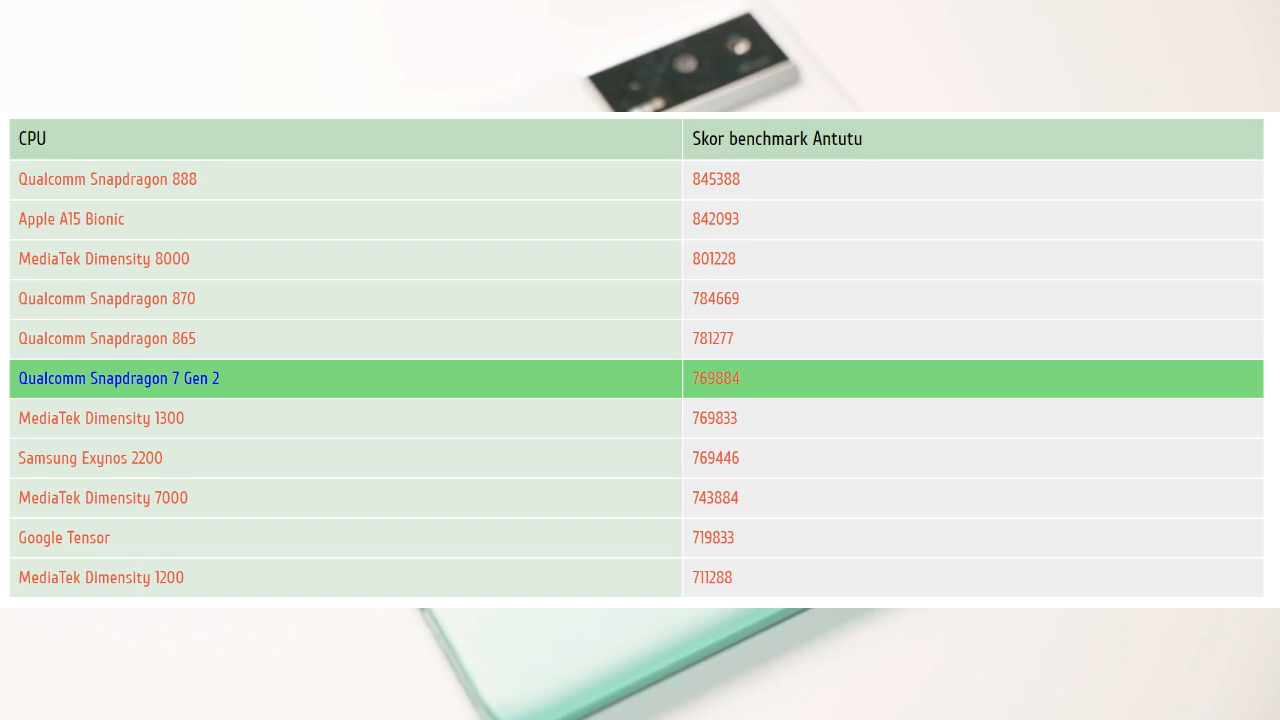 CPU Skor benchmark Antutu
Qualcomm Snapdragon 888 845388
Apple A15 Bionic 842093
MediaTek Dimensity 8000 801228
Qualcomm Snapdragon 870 784669
Qualcomm Snapdragon 865 781277
Qualcomm Snapdragon 7 Gen 2 769884
MediaTek Dimensity 1300 769833
Samsung Exynos 2200 769446
MediaTek Dimensity 7000 743884
Google Tensor 719833
MediaTek Dimensity 1200 711288